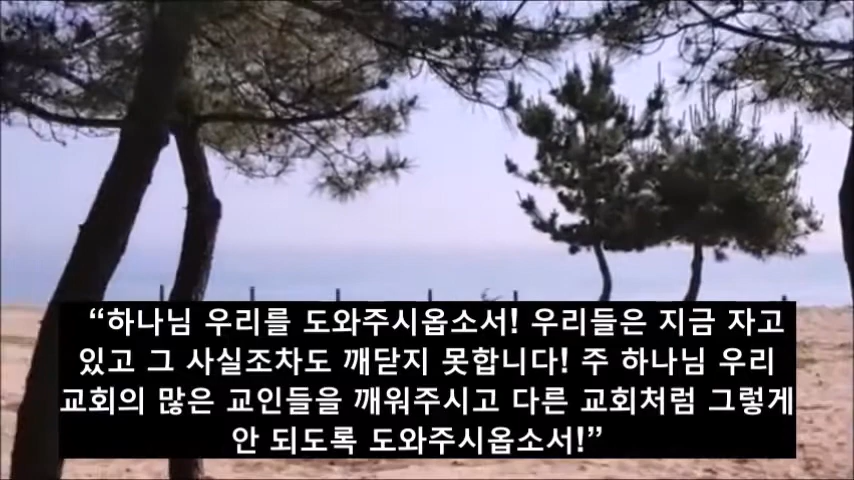 “하나님 우리를 도와주시옵소서! 우리들은 지금 자고
있고 그 사실조차도 깨닫지 못합니다! 주 하나님 우리
교회의 많은 교인들을 깨워주시고 다른 교회처럼 그렇게
안 되도록 도와주시옵소서!”